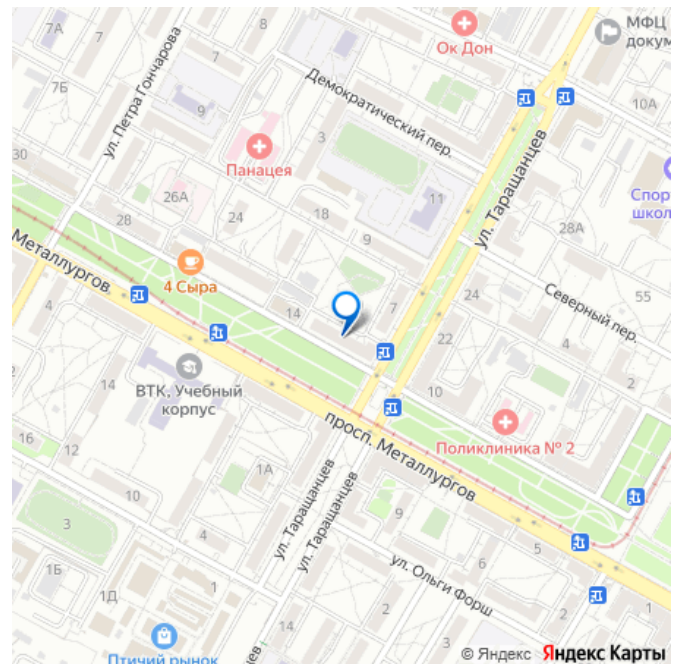 МФЦ
докум
Ок Дон
7А
7
8
7Б
7
10А
ул. Петра Гончарова
9
Демократический пер.
3
Панацея
ул. Таращанцев
Спор
школ
30
26А
28
24
18
11
9
28А
4 Сыра
Металлургов
Северный пер.
55
24
14
7
22
4
14
4
2
ВТК, Учебный
корпус
10
просп. Металлургов
Поликлиника № 2
16
12
1А
10
ул. Таращанцев
ул. Таращанцев
9
3
4
6
5
ул. Ольги Форш
1Б
1Д
1
2
1
14
Птичий рынок
© Яндекс Яндекс Карты